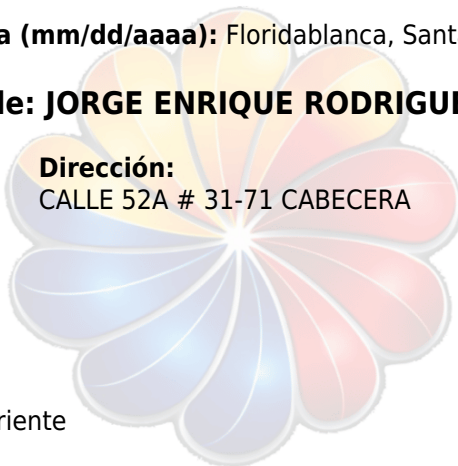 a (mm/dd/aaaa): Floridablanca, Sant
le: JORGE ENRIQUE RODRIGU
Dirección:
CALLE 52A # 31-71 CABECERA
riente